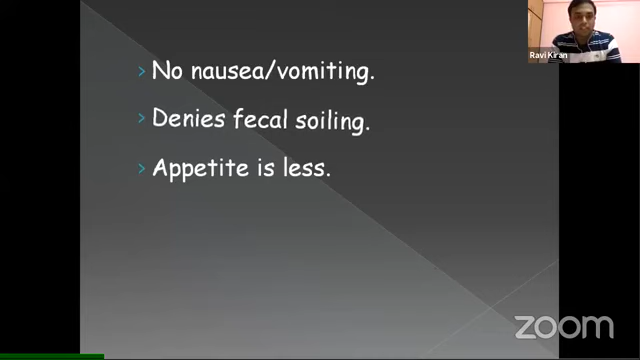 Ravi Kiran
No nausea/vomiting.
Denies fecal soiling.
Appetite is less.
zoom